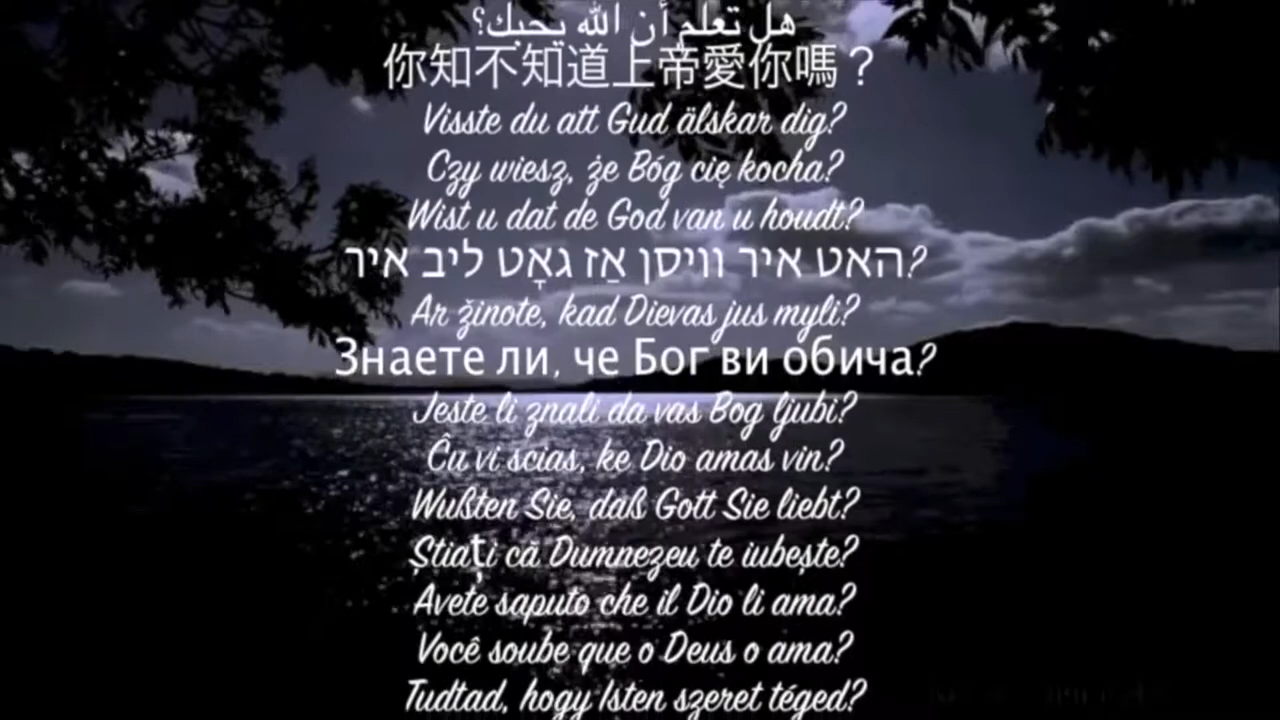 هل تعلم أن الله يحبك؟
你知不知道上帝愛你嗎？
Visste du att Gud älskar dig?
Czy wiesz, że Bóg cię kocha?
Wist u dat de God van u houdt?
האט איר וויסן אַז גאָט ליב איר?
Ar žinote, kad Dievas jus myli?
Знаете ли, че Бог ви обича?
Jeste li znali da vas Bog ljubi?
Ĉu vi scias, ke Dio amas vin?
Wußten Sie, daß Gott Sie liebt?
Știați că Dumnezeu te iubește?
Avete saputo che il Dio li ama?
Você soube que o Deus o ama?
Tudtad, hogy Isten szeret téged?